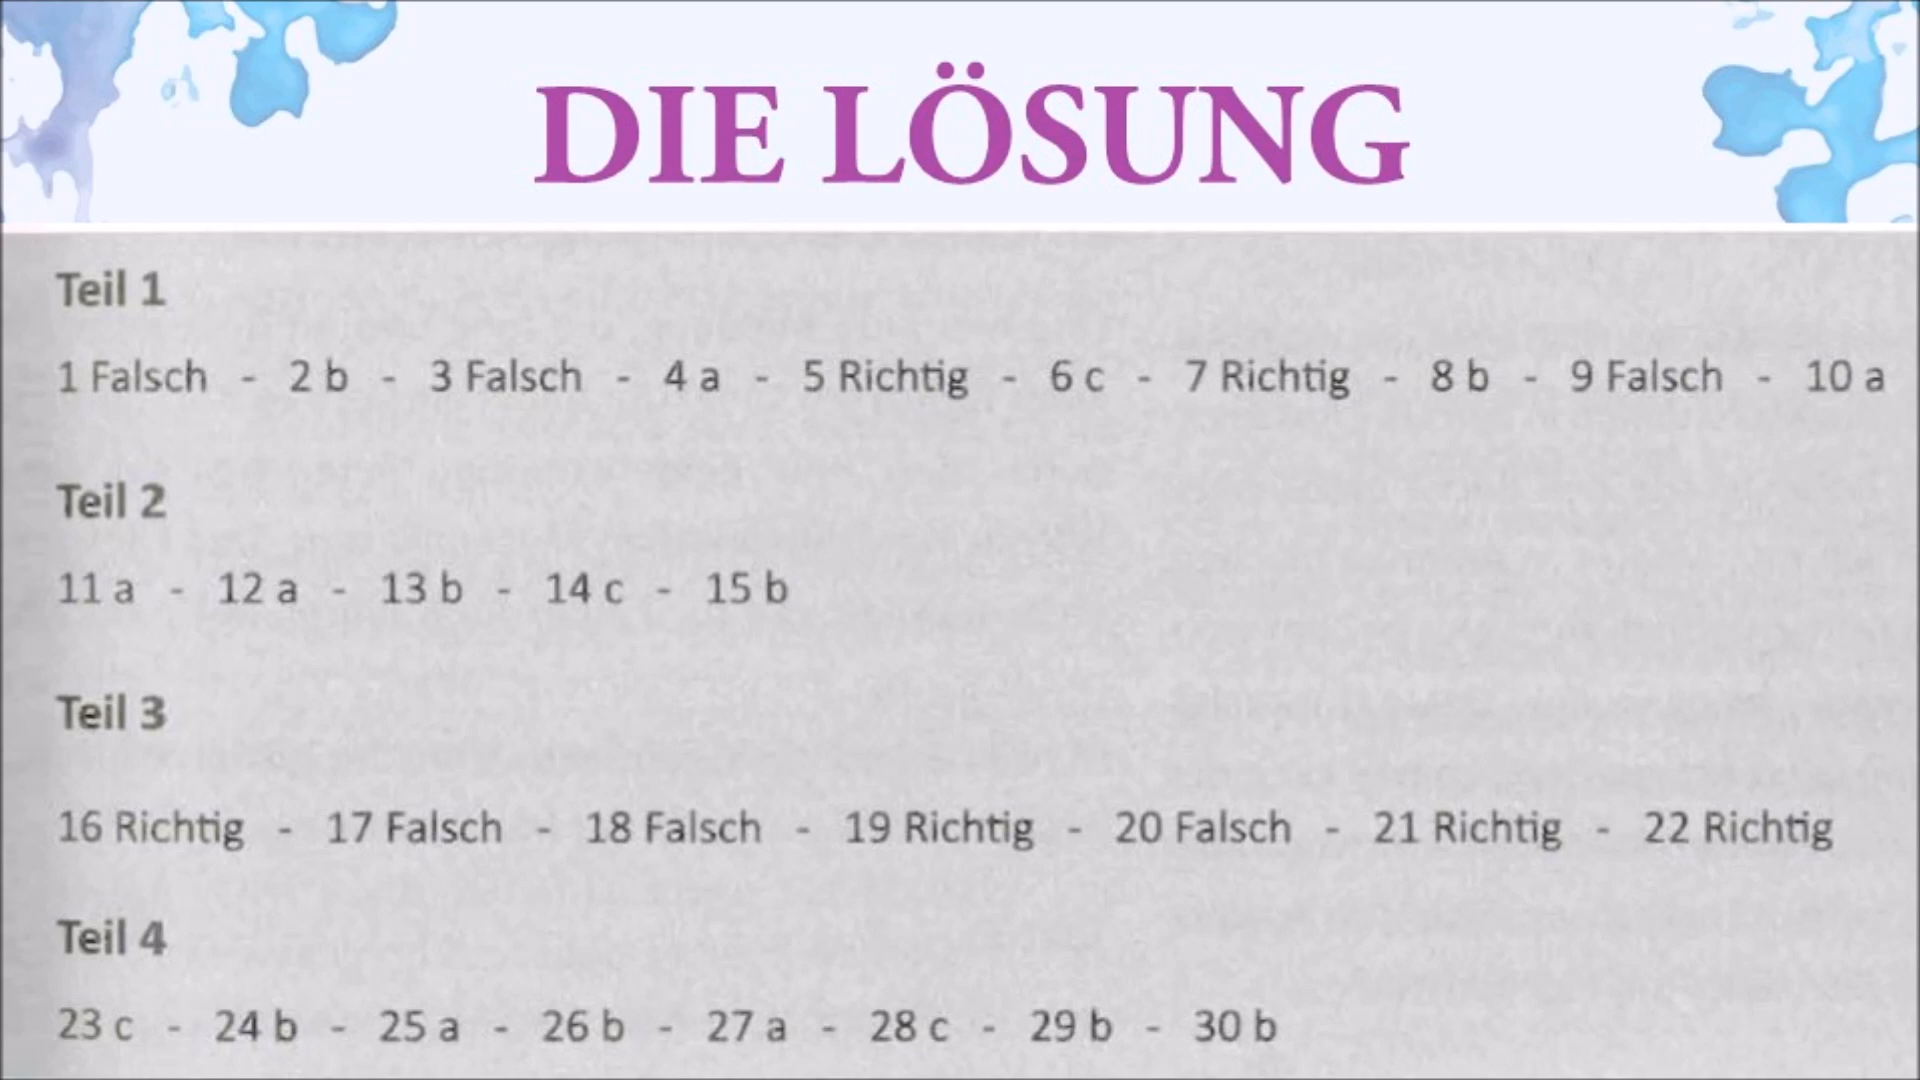 DIE LÖSUNG
Teil 1
1 Falsch - 2 b - 3 Falsch - 4 a - 5 Richtig - 6 c - 7 Richtig - 8 b - 9 Falsch - 10 a
Teil 2
11 a - 12 a - 13 b - 14 c - 15 b
Teil 3
16 Richtig - 17 Falsch - 18 Falsch - 19 Richtig - 20 Falsch - 21 Richtig - 22 Richtig
Teil 4
23 c - 24 b - 25 a - 26 b - 27 a - 28 c - 29 b - 30 b